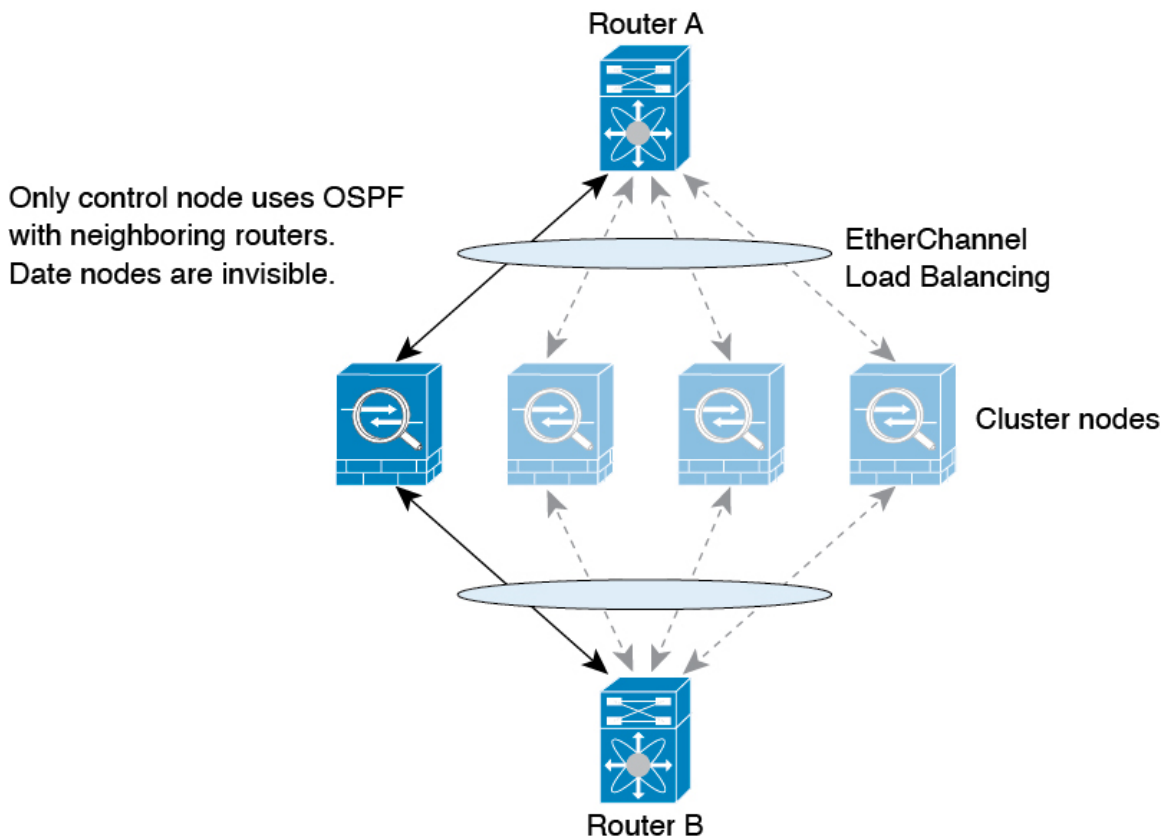 Router A
Only control node uses OSPF
with neighboring routers.
Date nodes are invisible.
EtherChannel
Load Balancing
Cluster nodes
Router B